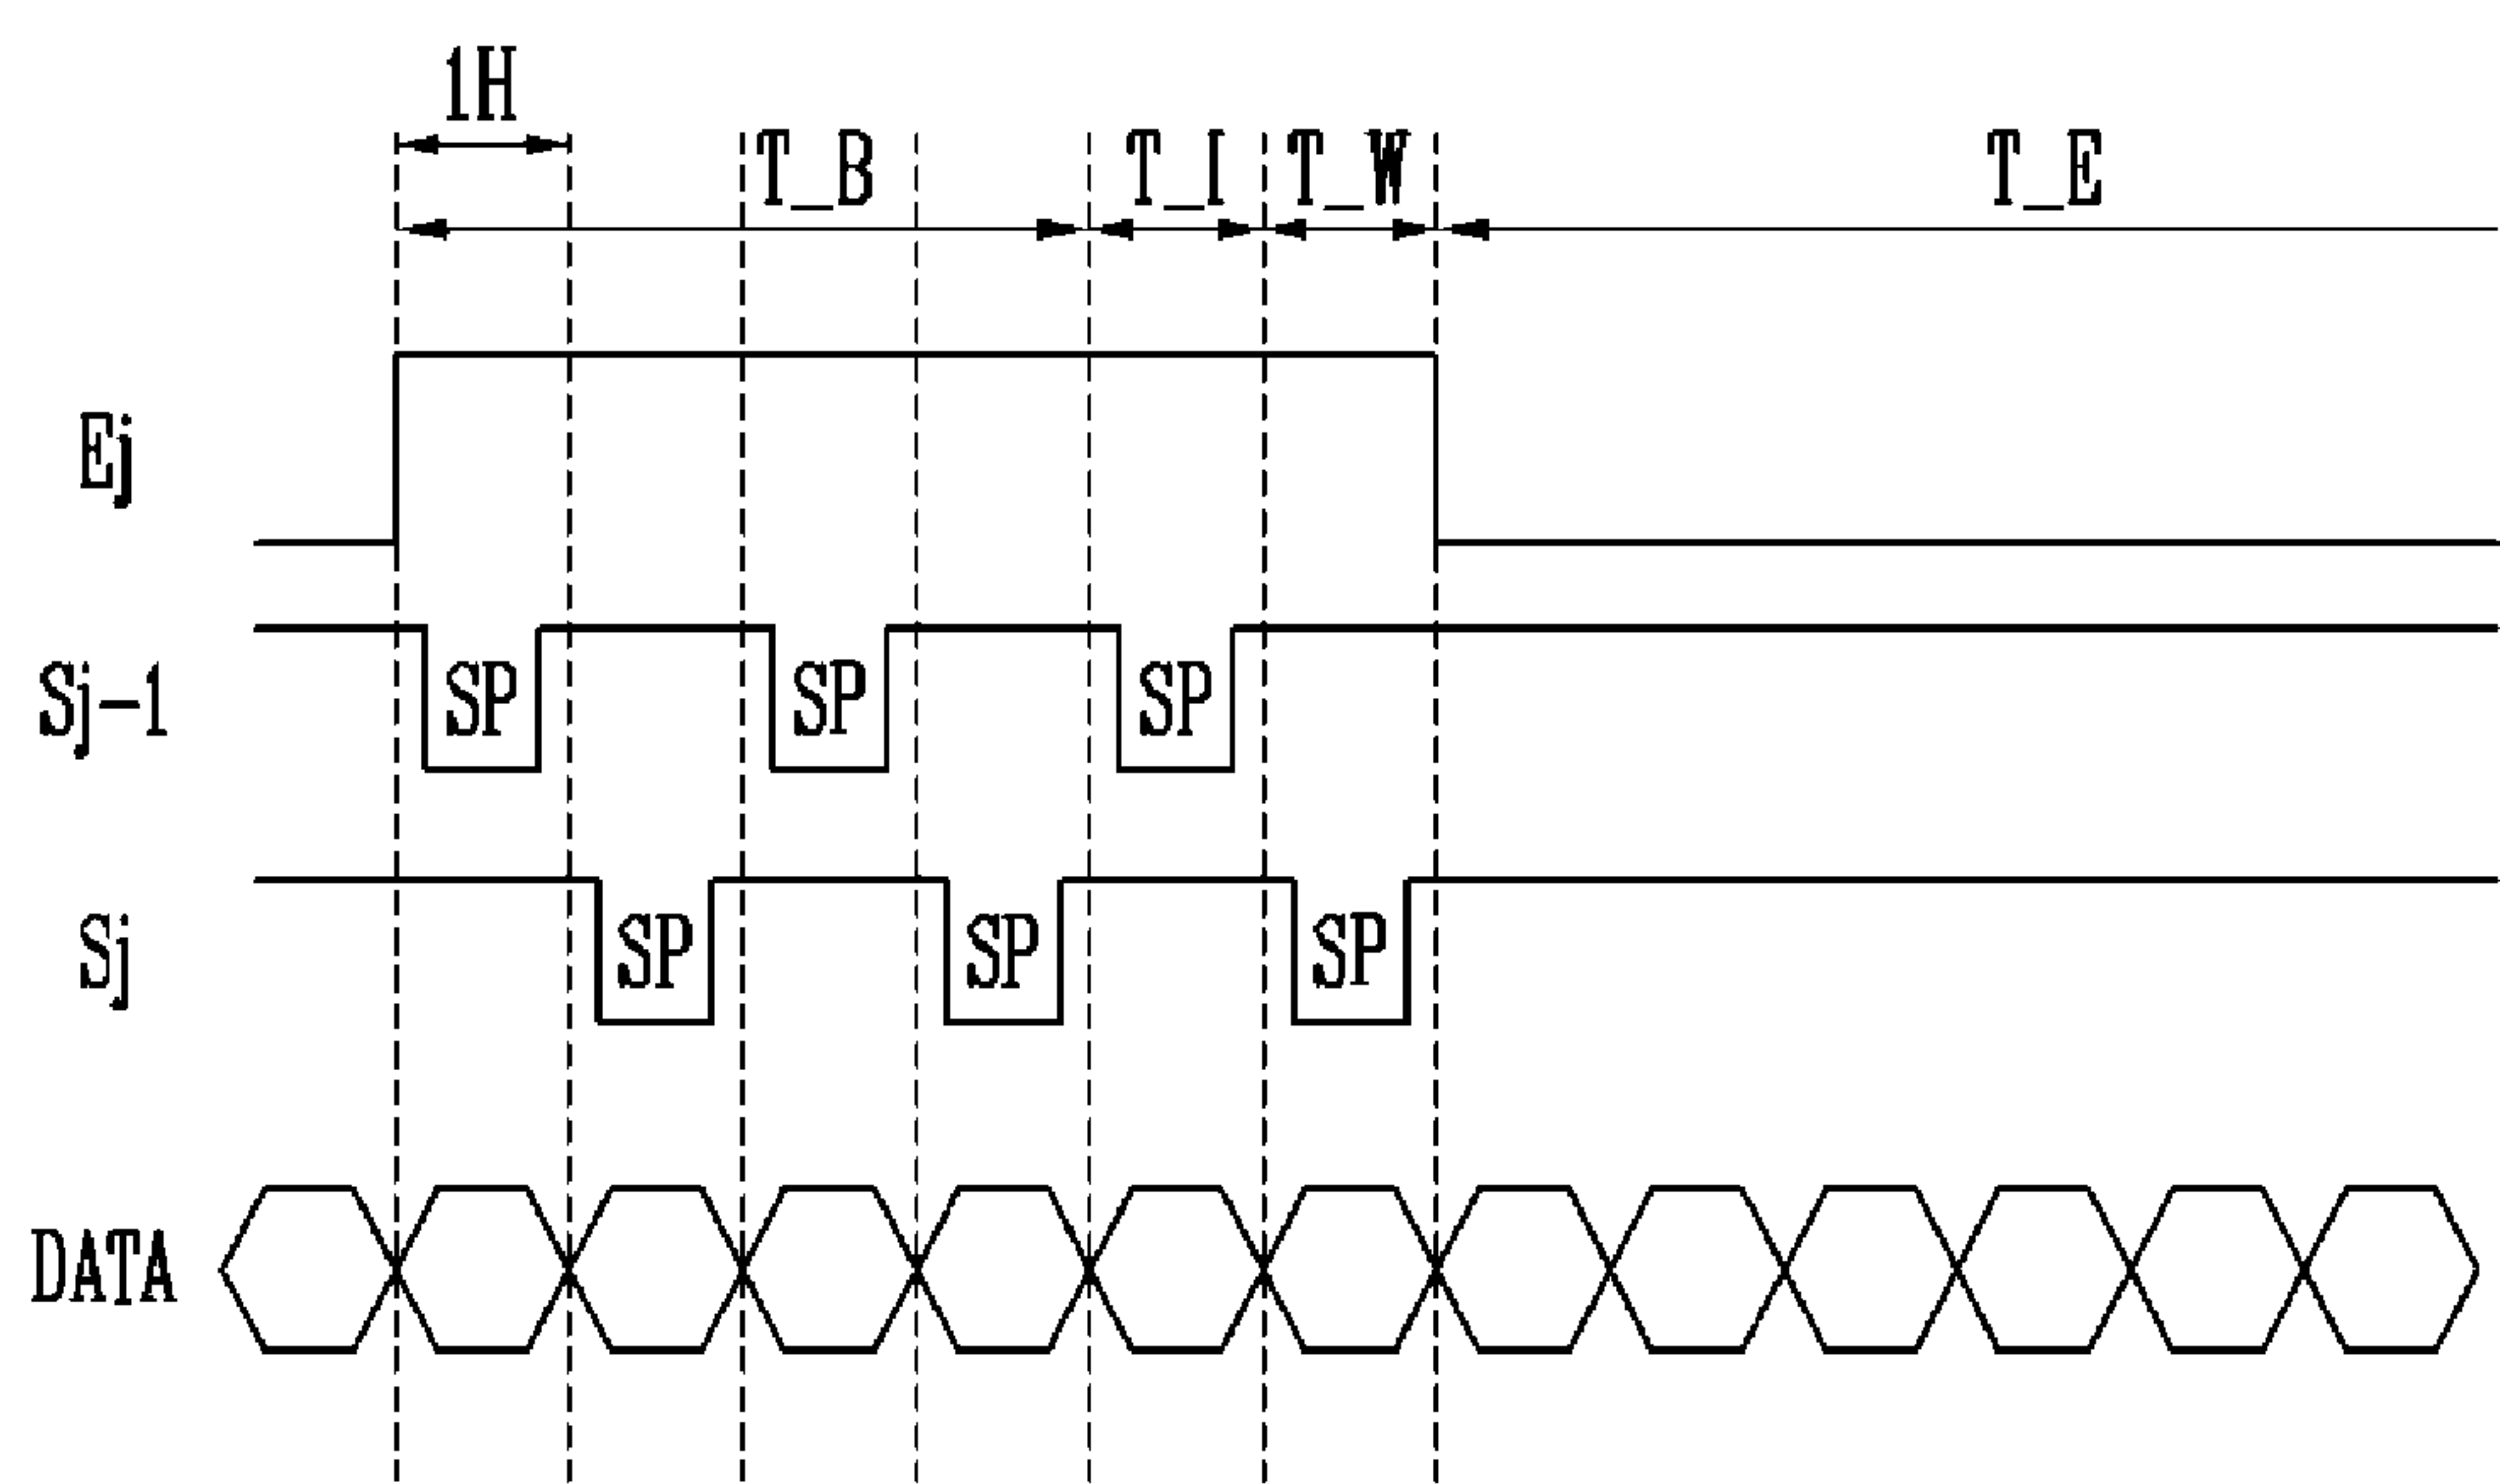 1H
T_B T_I T_W T_E
Ej
Sj-1 SP SP SP
Sj SP SP SP
DATA